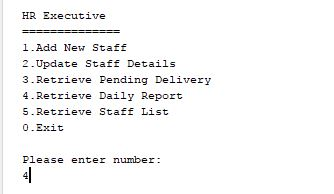 HR Executive
==============
1.Add New Staff
2.Update Staff Details
3.Retrieve Pending Delivery
4.Retrieve Daily Report
5.Retrieve Staff List
0.Exit
Please enter number:
4